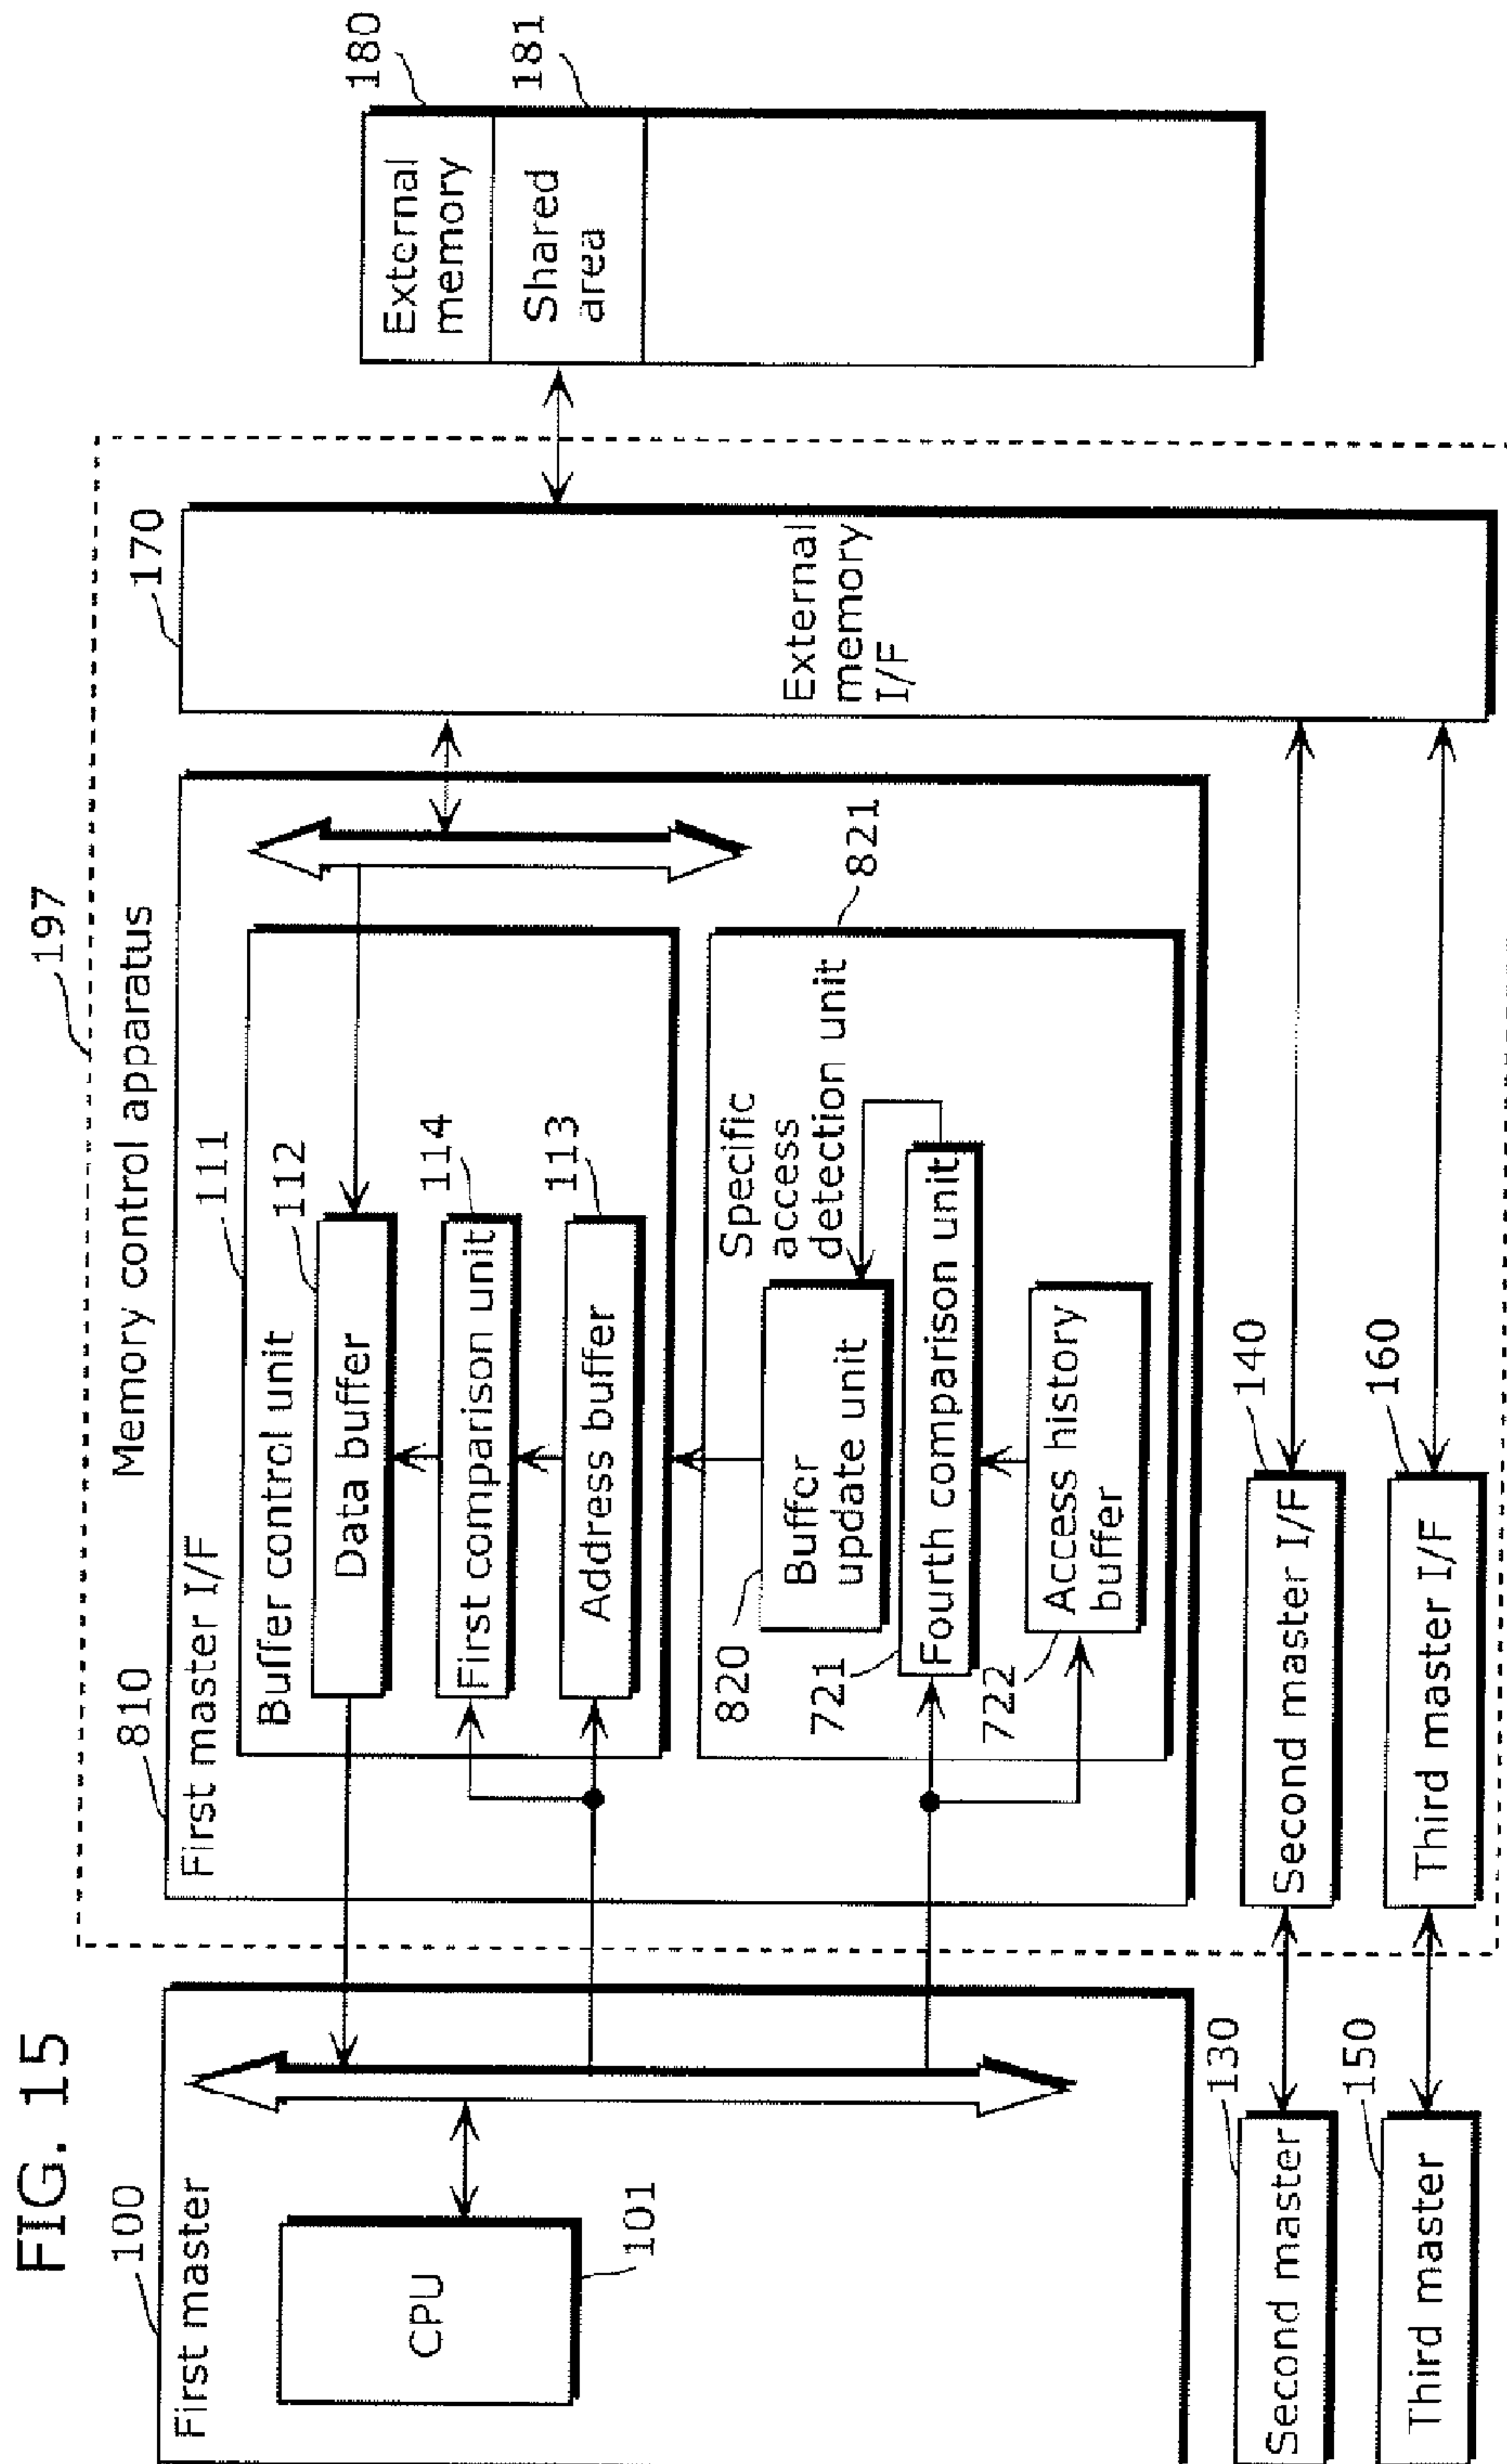 FIG. 15
100
First master
CPU
101
130
Second master
150
Third master
197
Memory control apparatus
810
First master I/F
111
Buffer control unit
112
Data buffer
114
First comparison unit
113
Address buffer
821
Specific
access
detection unit
820
Buffer
update unit
721
Fourth comparison unit
722
Access history
buffer
140
Second master I/F
160
Third master I/F
170
External
memory
I/F
180
External
memory
181
Shared
area